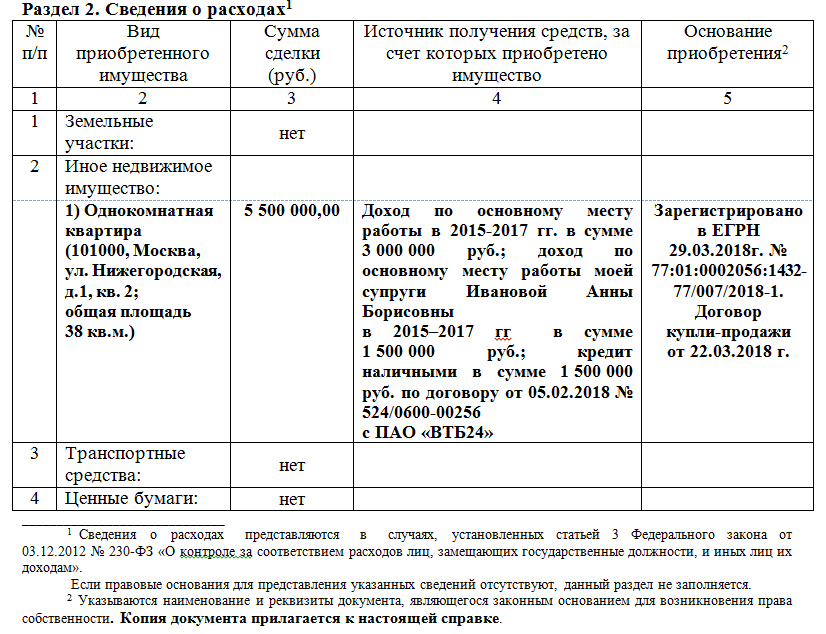 Раздел 2. Сведения о расходах¹
№ п/п
Вид приобретенного имущества
Сумма сделки (руб.)
Источник получения средств, за счет которых приобретено имущество
Основание приобретения²
1 2 3 4 5
1 Земельные участки: нет
2 Иное недвижимое имущество:
1) Однокомнатная
квартира
(101000, Москва,
ул. Нижегородская,
д.1, кв. 2;
общая площадь
38 кв.м.)
5 500 000,00
Доход по основному месту
работы в 2015-2017 гг. в сумме
3 000 000 руб.; доход по
основному месту работы моей
супруги Ивановой Анны
Борисовны
в 2015–2017 гг в сумме
1 500 000 руб.; кредит
наличными в сумме 1 500 000
руб. по договору от 05.02.2018 №
524/0600-00256
с ПАО «ВТБ24»
Зарегистрировано
в ЕГРН
29.03.2018г. №
77:01:0002056:1432-
77/007/2018-1.
Договор
купли-продажи
от 22.03.2018 г.
3 Транспортные средства: нет
4 Ценные бумаги: нет
¹ Сведения о расходах представляются в случаях, установленных статьей 3 Федерального закона от
03.12.2012 № 230-ФЗ «О контроле за соответствием расходов лиц, замещающих государственные должности, и иных лиц их
доходам».
Если правовые основания для представления указанных сведений отсутствуют, данный раздел не заполняется.
² Указываются наименование и реквизиты документа, являющегося законным основанием для возникновения права
собственности. Копия документа прилагается к настоящей справке.